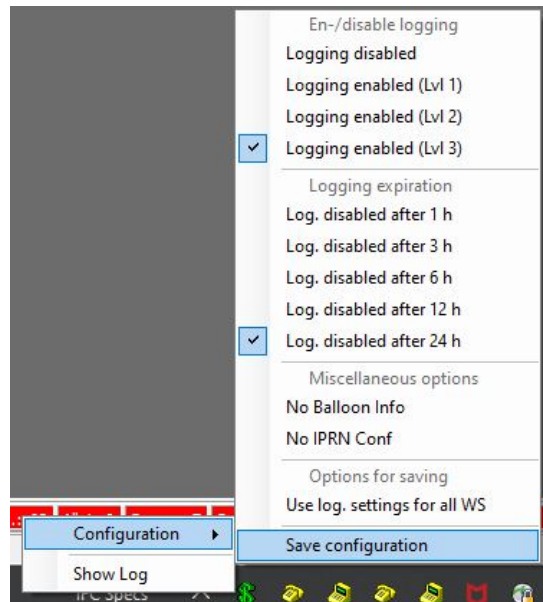 En-/disable logging
Logging disabled
Logging enabled (Lvl 1)
Logging enabled (Lvl 2)
Logging enabled (Lvl 3)
Logging expiration
Log. disabled after 1 h
Log. disabled after 3 h
Log. disabled after 6 h
Log. disabled after 12 h
Log. disabled after 24 h
Miscellaneous options
No Balloon Info
No IPRN Conf
Options for saving
Use log. settings for all WS
Save configuration
Configuration
Show Log
IFC Specs